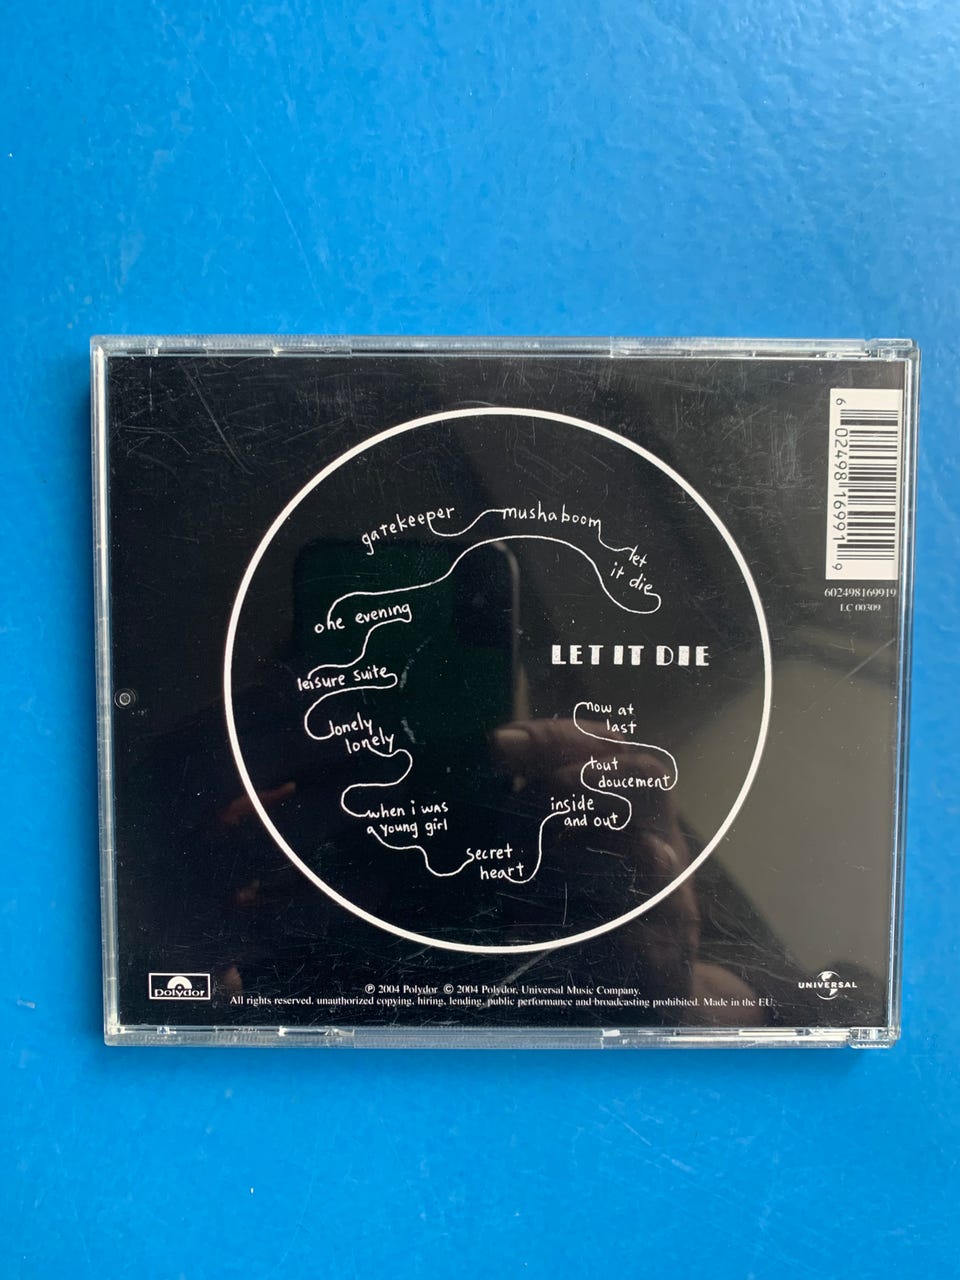 gatekeeper
mushaboom
let
it die
one evening
leisure suite
lonely
lonely
when i was
a young girl
secret
heart
inside
and out
tout
doucement
now at
last
LET IT DIE
6 02498 16991 9
602498169919
LC 00309
polydor
℗ 2004 Polydor © 2004 Polydor, Universal Music Company.
All rights reserved. unauthorized copying, hiring, lending, public performance and broadcasting prohibited. Made in the EU.
UNIVERSAL